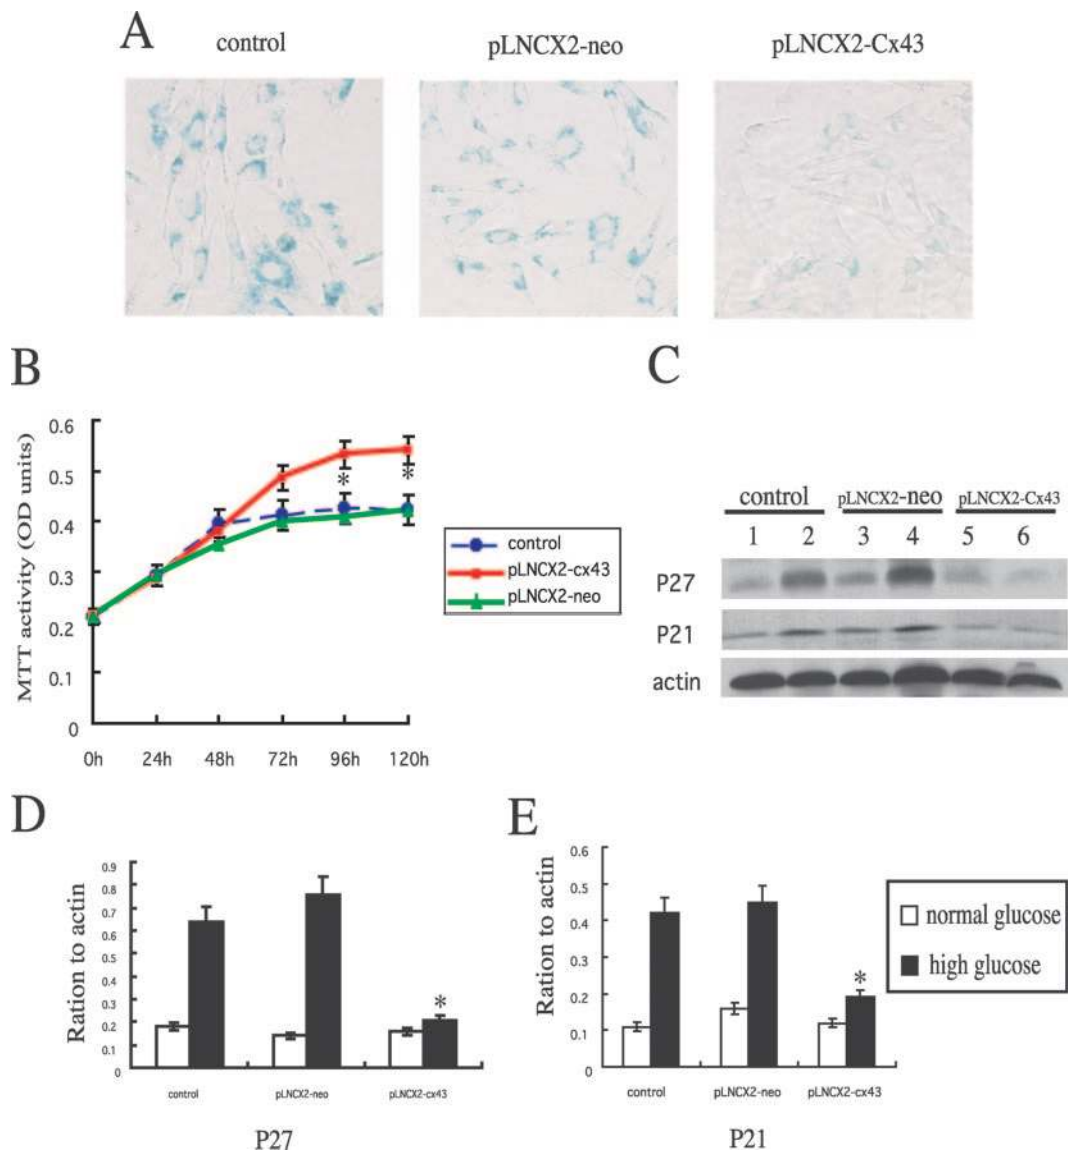 A
control
pLNCX2-neo
pLNCX2-Cx43
B
MTT activity (OD units)
0.6
0.5
0.4
0.3
0.2
0.1
0
0h
24h
48h
72h
96h
120h
*
*
control
pLNCX2-cx43
pLNCX2-neo
C
control
pLNCX2-neo
pLNCX2-Cx43
1 2 3 4 5 6
P27
P21
actin
D
Ration to actin
0.9
0.8
0.7
0.6
0.5
0.4
0.3
0.2
0.1
0
*
control
pLNCX2-neo
pLNCX2-cx43
P27
E
Ration to actin
0.6
0.5
0.4
0.3
0.2
0.1
0
*
control
pLNCX2-neo
pLNCX2-cx43
P21
normal glucose
high glucose